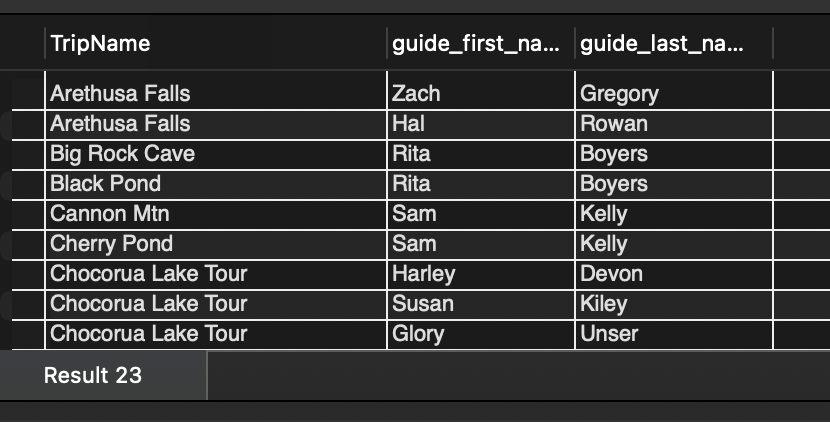 TripName guide_first_na... guide_last_na...
Arethusa Falls Zach Gregory
Arethusa Falls Hal Rowan
Big Rock Cave Rita Boyers
Black Pond Rita Boyers
Cannon Mtn Sam Kelly
Cherry Pond Sam Kelly
Chocorua Lake Tour Harley Devon
Chocorua Lake Tour Susan Kiley
Chocorua Lake Tour Glory Unser
Result 23